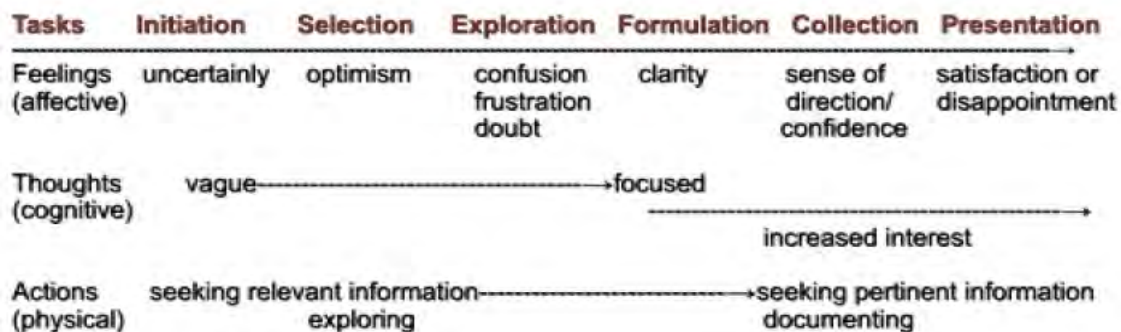 Tasks Initiation Selection Exploration Formulation Collection Presentation
Feelings uncertainly optimism confusion clarity sense of satisfaction or
(affective) frustration direction/ disappointment
doubt confidence
Thoughts vague focused
(cognitive)
increased interest
Actions seeking relevant information seeking pertinent information
(physical) exploring documenting